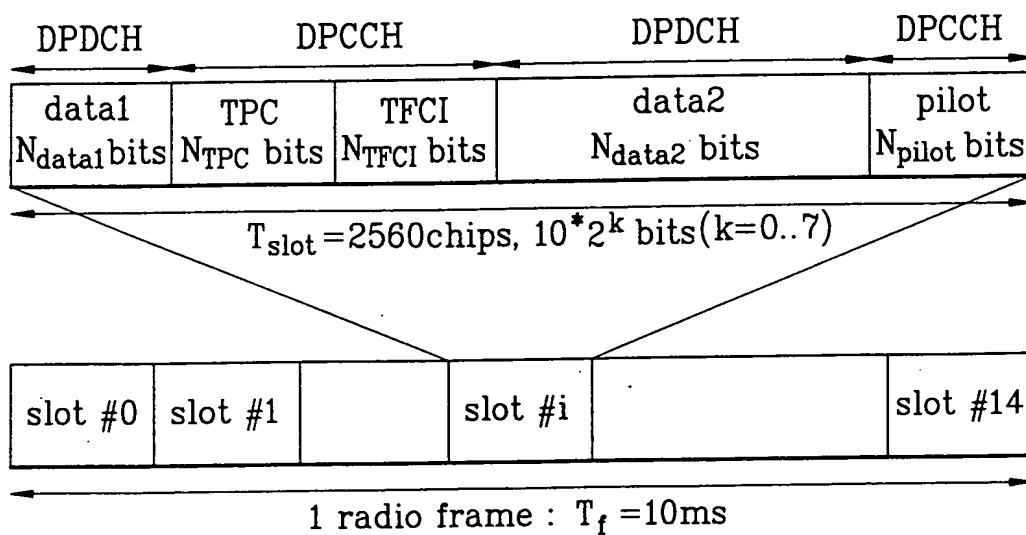 DPDCH DPCCH DPDCH DPCCH
data1 TPC TFCI data2 pilot
N_data1 bits N_TPC bits N_TFCI bits N_data2 bits N_pilot bits
T_slot=2560chips, 10*2^k bits(k=0..7)
slot #0 slot #1 slot #i slot #14
1 radio frame : T_f=10ms